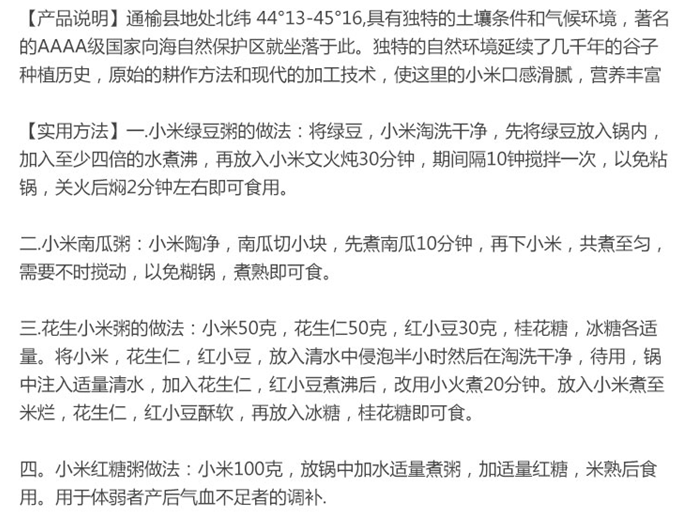 【产品说明】通榆县地处北纬 44°13-45°16,具有独特的土壤条件和气候环境，著名
的AAAA级国家向海自然保护区就坐落于此。独特的自然环境延续了几千年的谷子
种植历史，原始的耕作方法和现代的加工技术，使这里的小米口感滑腻，营养丰富
【实用方法】一.小米绿豆粥的做法：将绿豆，小米淘洗干净，先将绿豆放入锅内，
加入至少四倍的水煮沸，再放入小米文火炖30分钟，期间隔10钟搅拌一次，以免粘
锅，关火后焖2分钟左右即可食用。
二.小米南瓜粥：小米陶净，南瓜切小块，先煮南瓜10分钟，再下小米，共煮至匀，
需要不时搅动，以免糊锅，煮熟即可食。
三.花生小米粥的做法：小米50克，花生仁50克，红小豆30克，桂花糖，冰糖各适
量。将小米，花生仁，红小豆，放入清水中侵泡半小时然后在淘洗干净，待用，锅
中注入适量清水，加入花生仁，红小豆煮沸后，改用小火煮20分钟。放入小米煮至
米烂，花生仁，红小豆酥软，再放入冰糖，桂花糖即可食。
四。小米红糖粥做法：小米100克，放锅中加水适量煮粥，加适量红糖，米熟后食
用。用于体弱者产后气血不足者的调补.